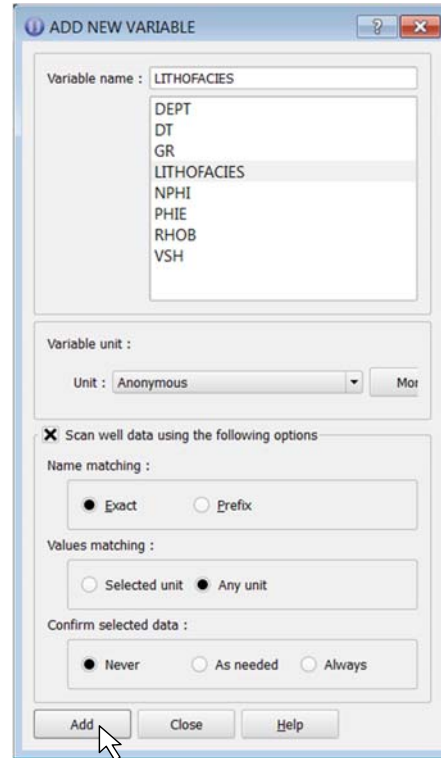 ADD NEW VARIABLE
Variable name : LITHOFACIES
DEPT
DT
GR
LITHOFACIES
NPHI
PHIE
RHOB
VSH
Variable unit :
Unit : Anonymous Mor
Scan well data using the following options
Name matching :
Exact Prefix
Values matching :
Selected unit Any unit
Confirm selected data :
Never As needed Always
Add Close Help